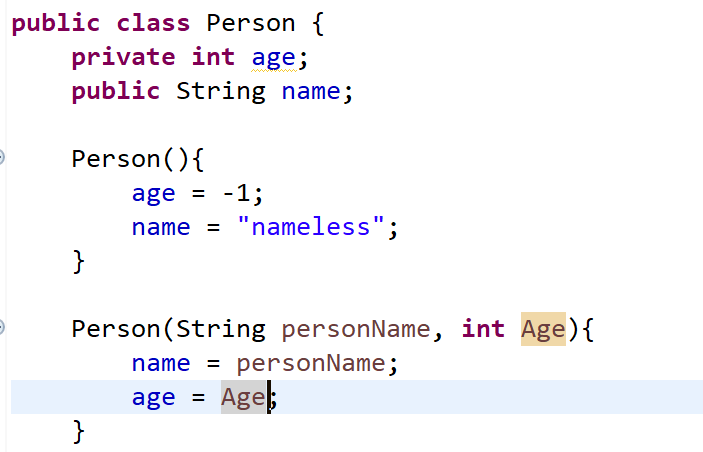 public class Person {
    private int age;
    public String name;

    Person(){
        age = -1;
        name = "nameless";
    }

    Person(String personName, int Age){
        name = personName;
        age = Age;
    }